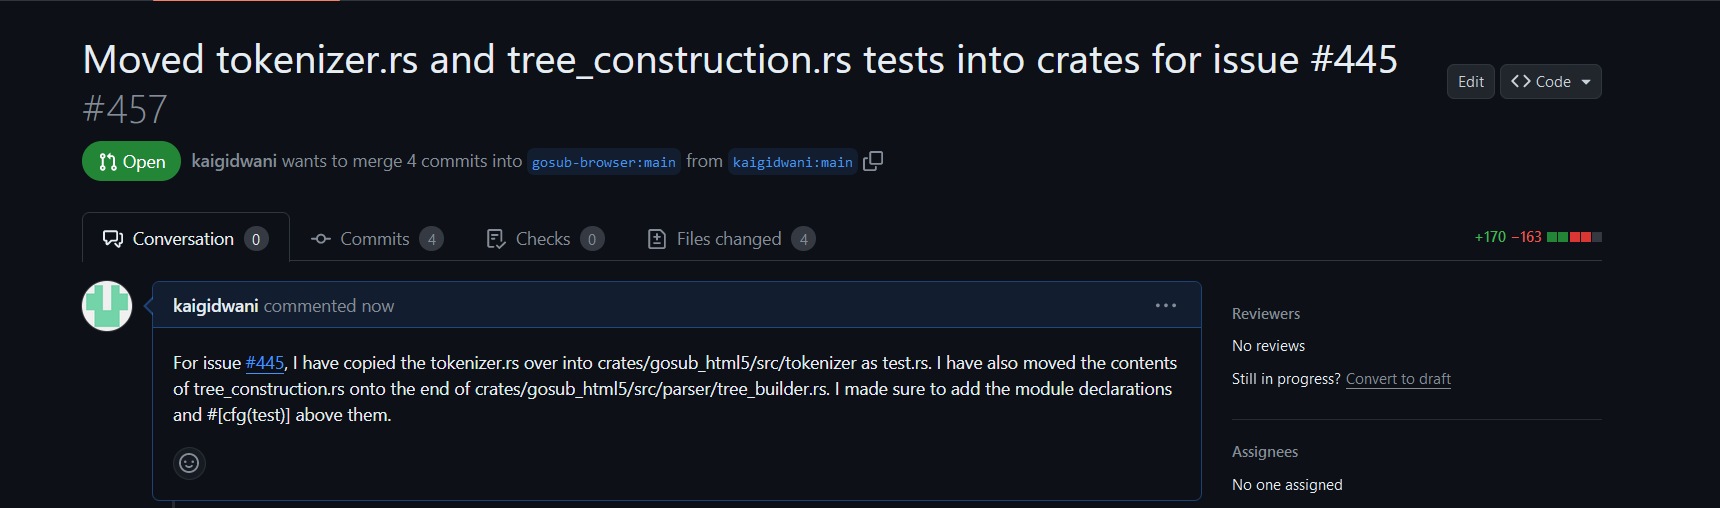 Moved tokenizer.rs and tree_construction.rs tests into crates for issue #445
#457
Edit
Code
Open
kaigidwani wants to merge 4 commits into gosub-browser:main from kaigidwani:main
Conversation 0
Commits 4
Checks 0
Files changed 4
+170 −163
kaigidwani commented now
For issue #445, I have copied the tokenizer.rs over into crates/gosub_html5/src/tokenizer as test.rs. I have also moved the contents
of tree_construction.rs onto the end of crates/gosub_html5/src/parser/tree_builder.rs. I made sure to add the module declarations
and #[cfg(test)] above them.
Reviewers
No reviews
Still in progress? Convert to draft
Assignees
No one assigned